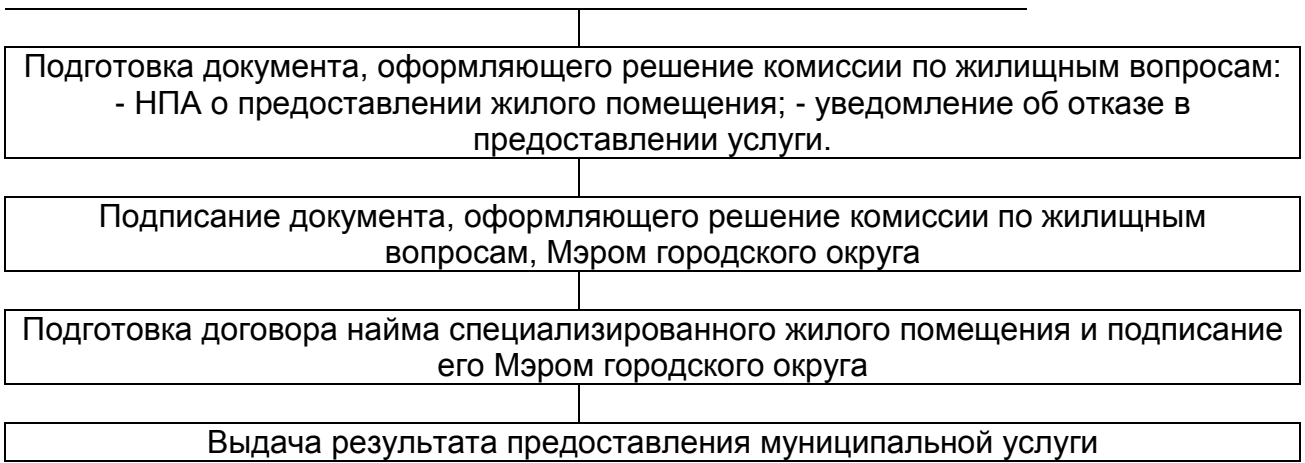 Подготовка документа, оформляющего решение комиссии по жилищным вопросам:
- НПА о предоставлении жилого помещения; - уведомление об отказе в
предоставлении услуги.
Подписание документа, оформляющего решение комиссии по жилищным
вопросам, Мэром городского округа
Подготовка договора найма специализированного жилого помещения и подписание
его Мэром городского округа
Выдача результата предоставления муниципальной услуги